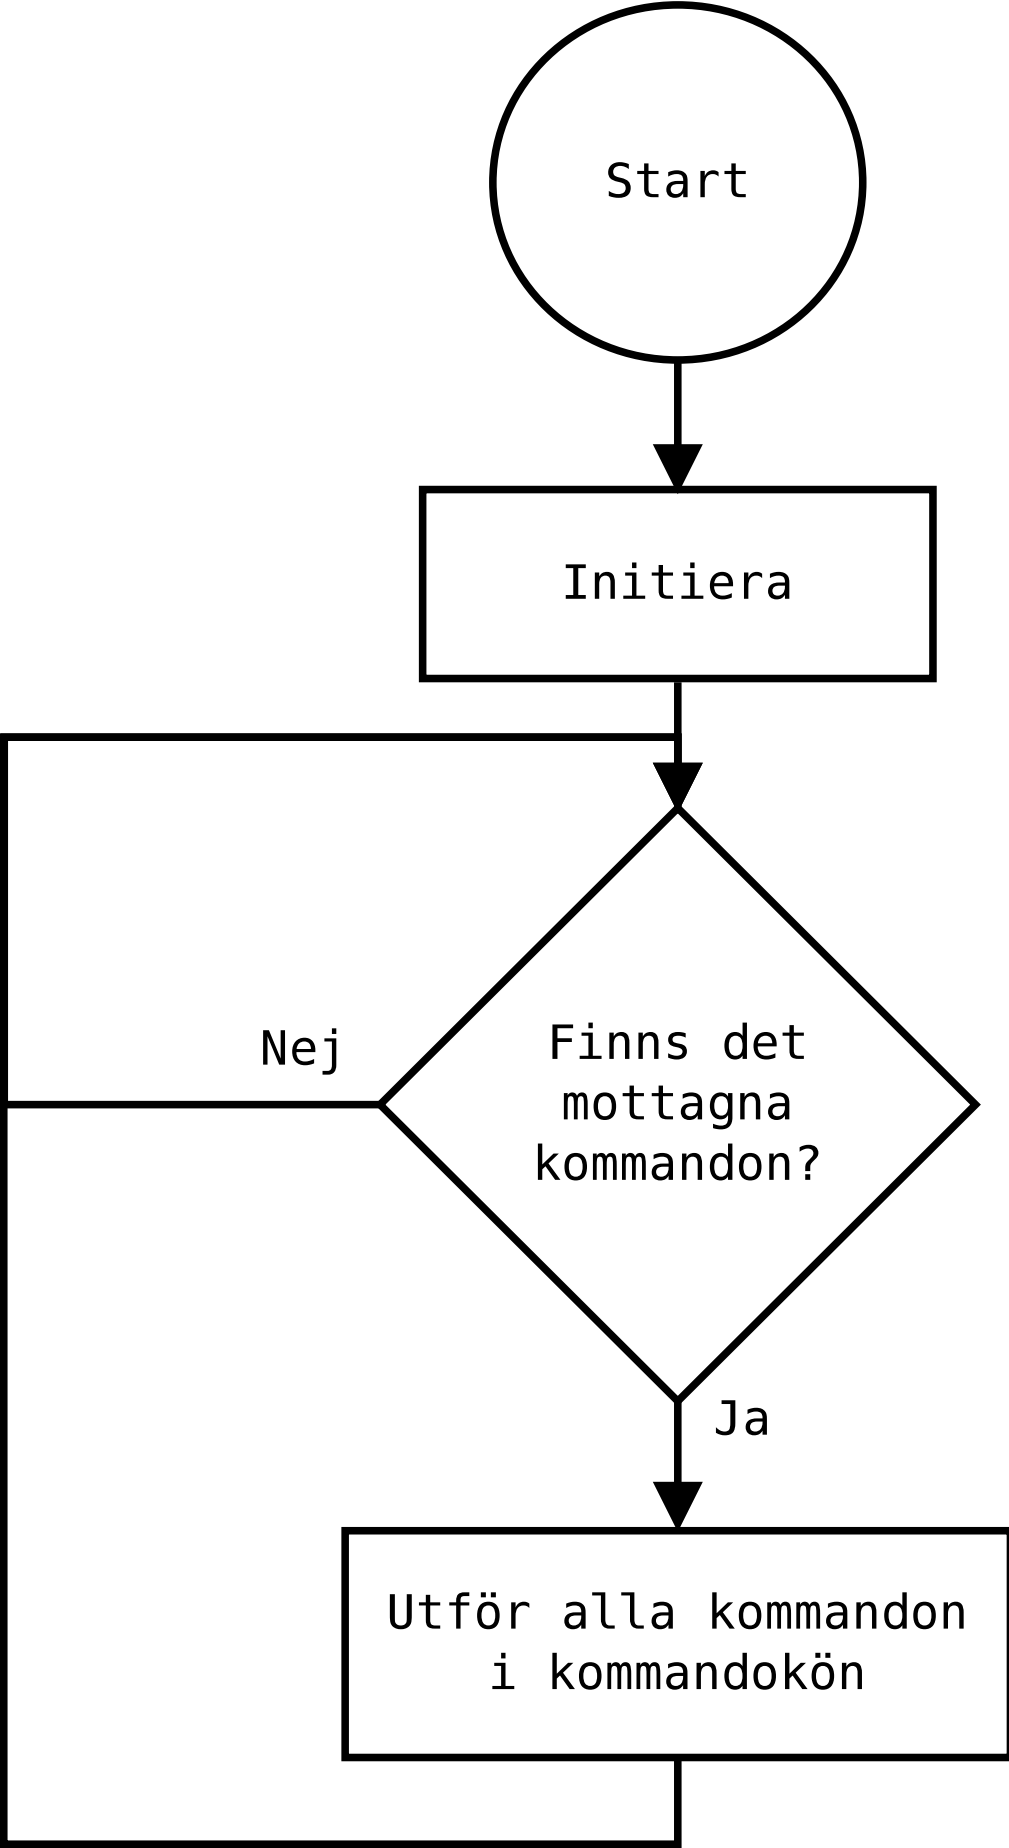 Start
Initiera
Nej
Finns det
mottagna
kommandon?
Ja
Utför alla kommandon
i kommandokön